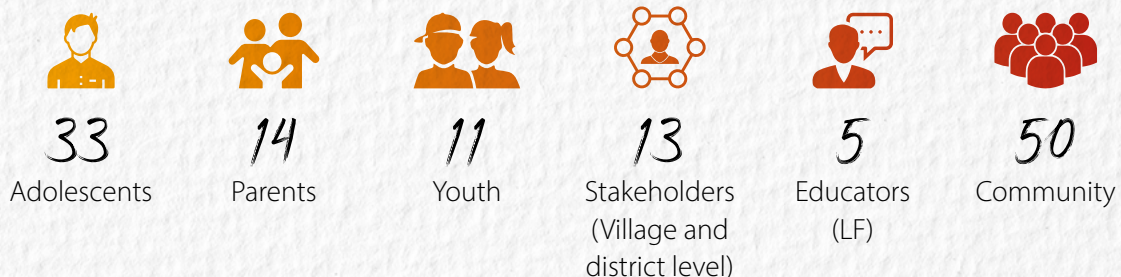 33
Adolescents
14
Parents
11
Youth
13
Stakeholders
(Village and
district level)
5
Educators
(LF)
50
Community